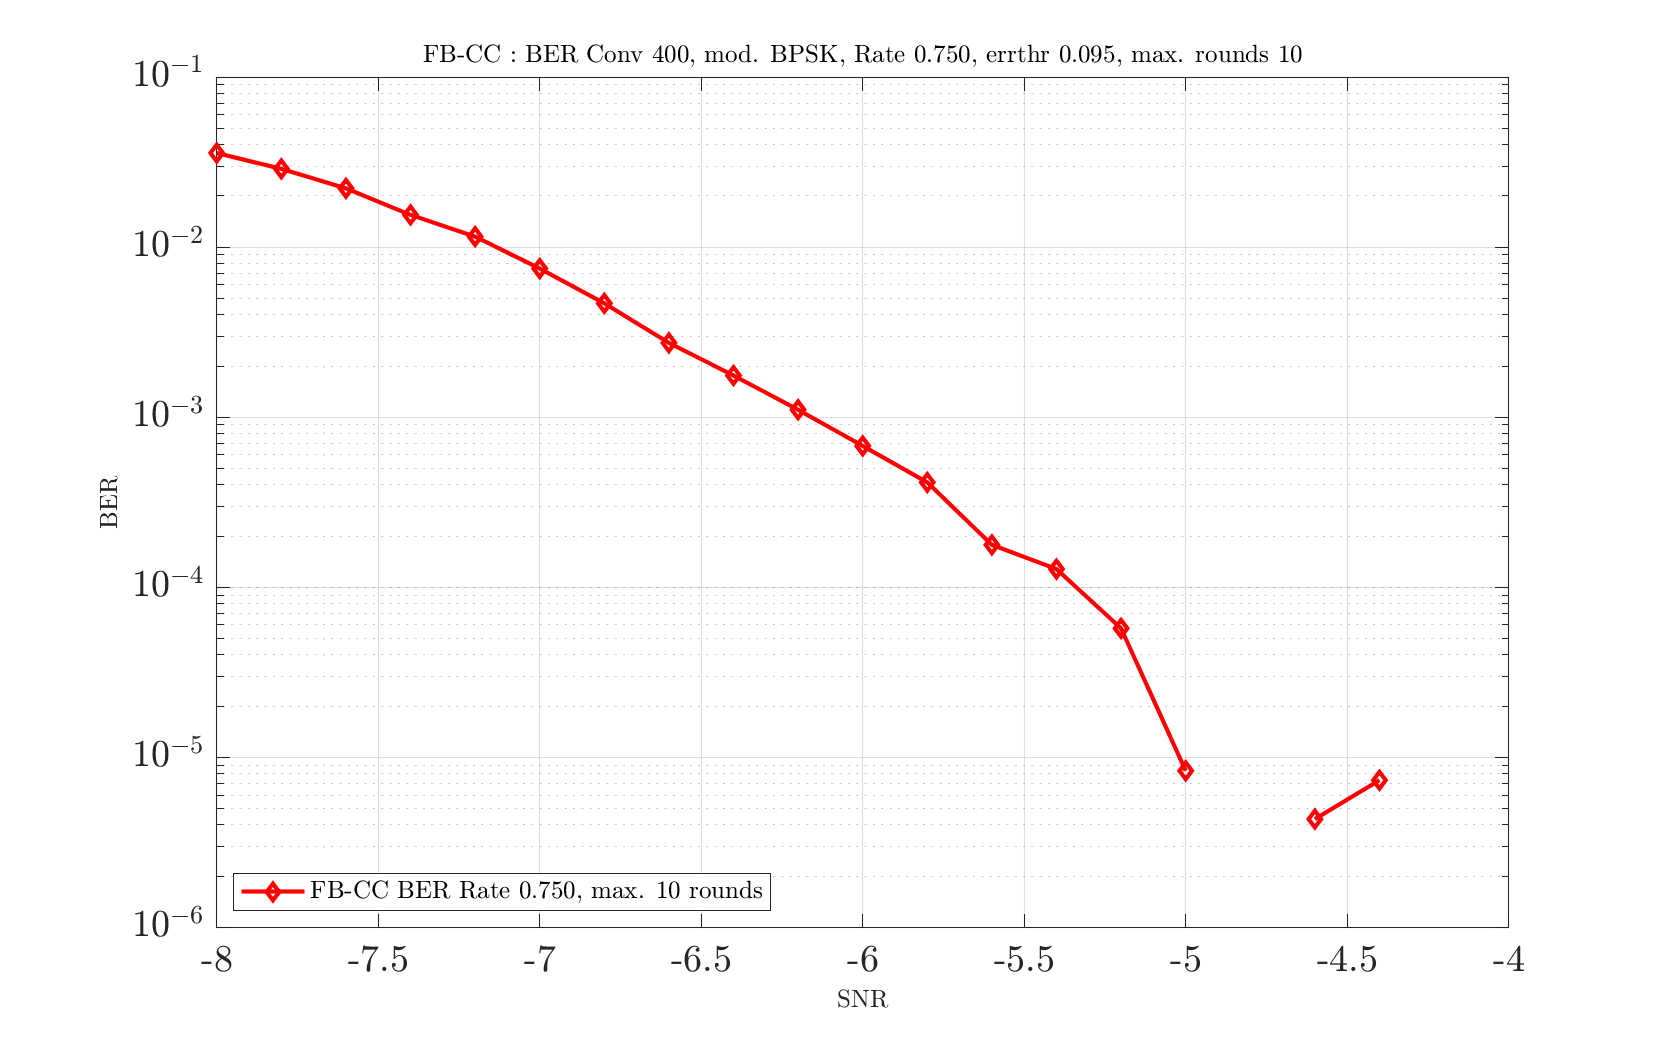 FB-CC : BER Conv 400, mod. BPSK, Rate 0.750, errthr 0.095, max. rounds 10
10^{-1}
10^{-2}
10^{-3}
10^{-4}
10^{-5}
10^{-6}
BER
FB-CC BER Rate 0.750, max. 10 rounds
-8 -7.5 -7 -6.5 -6 -5.5 -5 -4.5 -4
SNR